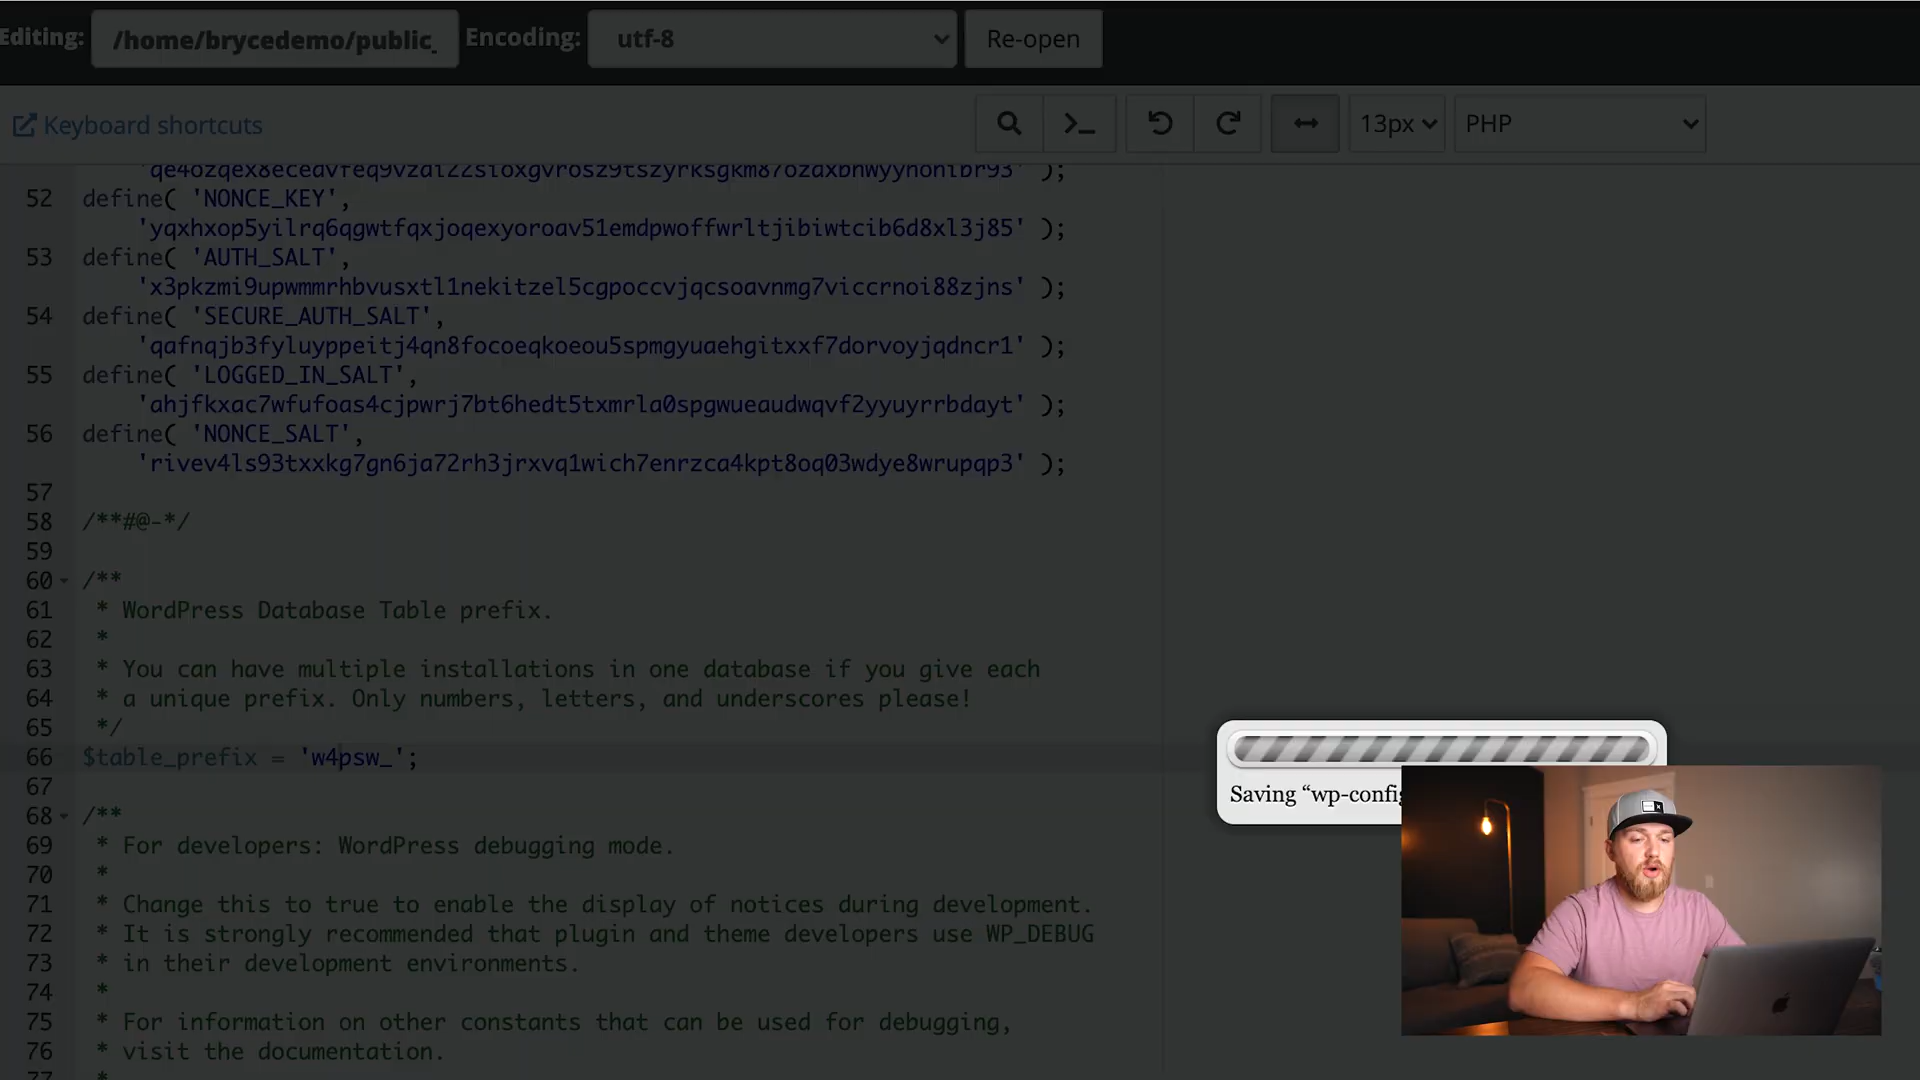 Editing: /home/brycedemo/public_ Encoding: utf-8 Re-open
Keyboard shortcuts 13px PHP
'qe4ozqex8eceavfeq9vzdi22sioxgvrosz9tszyrksgkm87ozaxbhwyynohibr93' );
52 define( 'NONCE_KEY',
'yqxhxop5yilrq6qgwtfqxjoqexyoroav51emdpwoffwrltjibiwtcib6d8xl3j85' );
53 define( 'AUTH_SALT',
'x3pkzmi9upwmmrhbvusxtl1nekitzel5cgpoccvjqcsoavnmg7viccrnoi88zjns' );
54 define( 'SECURE_AUTH_SALT',
'qafnqjb3fyluyppeitj4qn8focoeqkoeou5spmgyuaehgitxxf7dorvoyjqdncr1' );
55 define( 'LOGGED_IN_SALT',
'ahjfkxac7wfufoas4cjpwrj7bt6hedt5txmrla0spgwueaudwqvf2yyuyrrbdayt' );
56 define( 'NONCE_SALT',
'rivev4ls93txxkg7gn6ja72rh3jrxvq1wich7enrzca4kpt8oq03wdye8wrupqp3' );
57
58 /**#@-*/
59
60 /**
61 * WordPress Database Table prefix.
62 *
63 * You can have multiple installations in one database if you give each
64 * a unique prefix. Only numbers, letters, and underscores please!
65 */
66 $table_prefix = 'w4psw_';
67
Saving “wp-config
68 /**
69 * For developers: WordPress debugging mode.
70 *
71 * Change this to true to enable the display of notices during development.
72 * It is strongly recommended that plugin and theme developers use WP_DEBUG
73 * in their development environments.
74 *
75 * For information on other constants that can be used for debugging,
76 * visit the documentation.
77 *